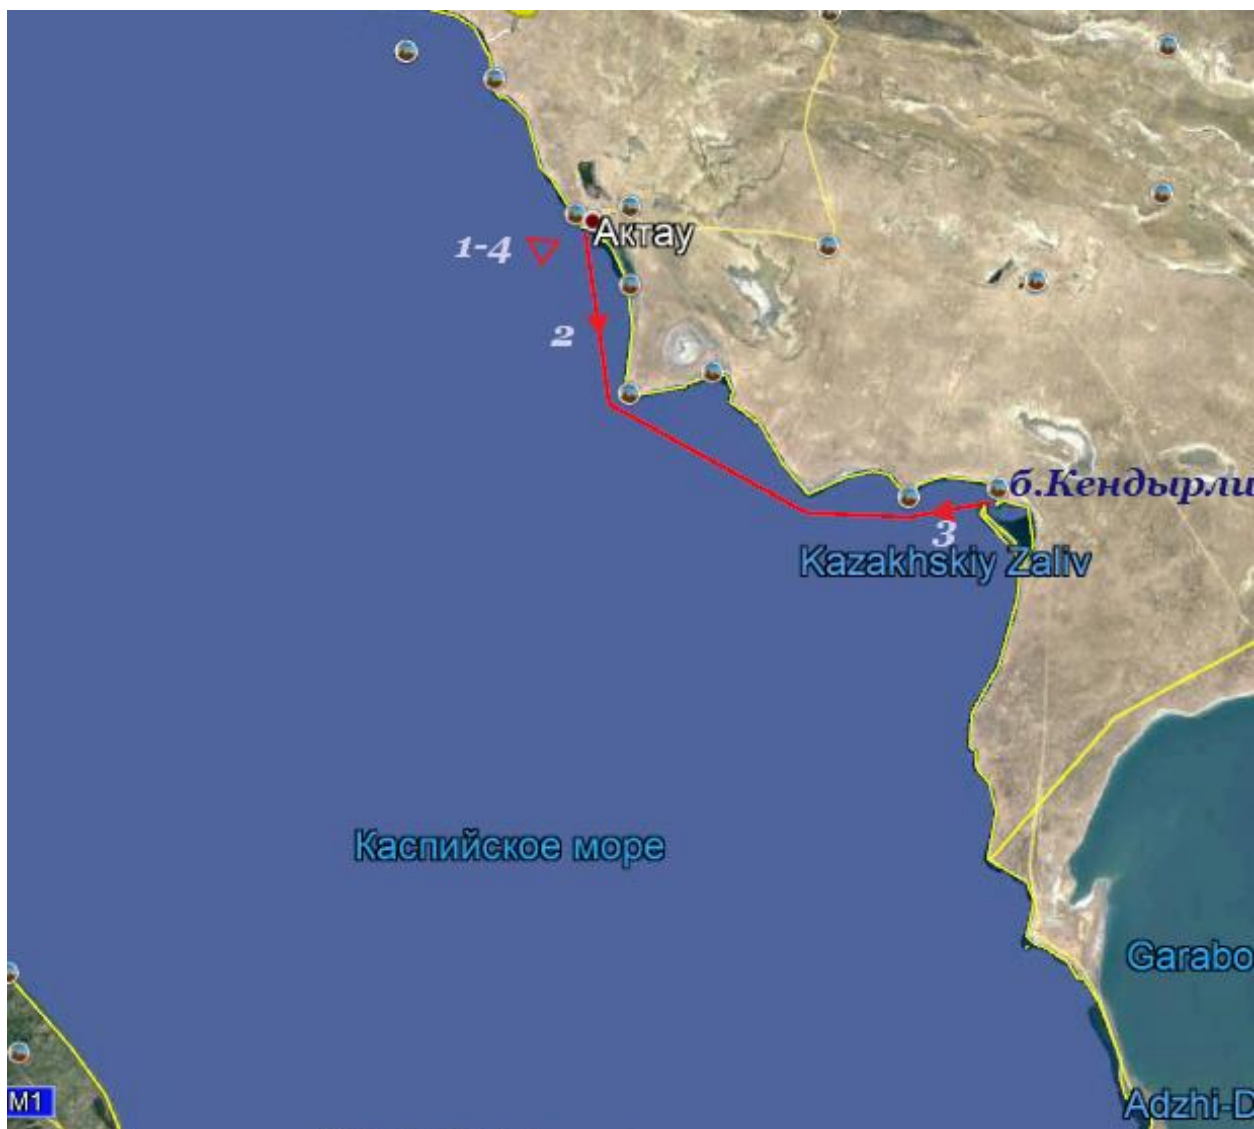 1-4
Актау
2
б.Кендырли
3
Kazakhskiy Zaliv
Каспийское море
Garabo
M1
Adzhi-D